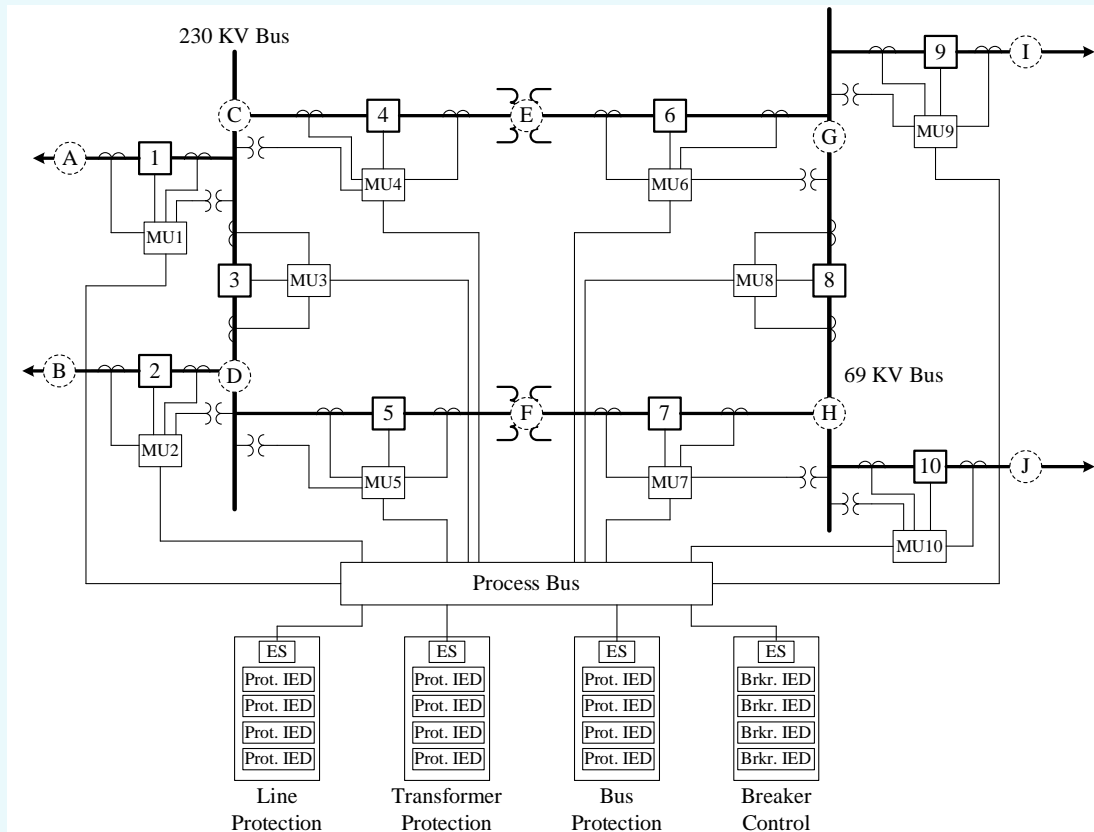 230 KV Bus
9
I
C
4
E
6
G
MU9
A
1
MU4
MU6
MU1
3
MU3
MU8
8
B
2
D
69 KV Bus
5
F
7
H
MU2
MU5
MU7
10
J
MU10
Process Bus
ES
ES
ES
ES
Prot. IED
Prot. IED
Prot. IED
Brkr. IED
Prot. IED
Prot. IED
Prot. IED
Brkr. IED
Prot. IED
Prot. IED
Prot. IED
Brkr. IED
Prot. IED
Prot. IED
Prot. IED
Brkr. IED
Line
Protection
Transformer
Protection
Bus
Protection
Breaker
Control